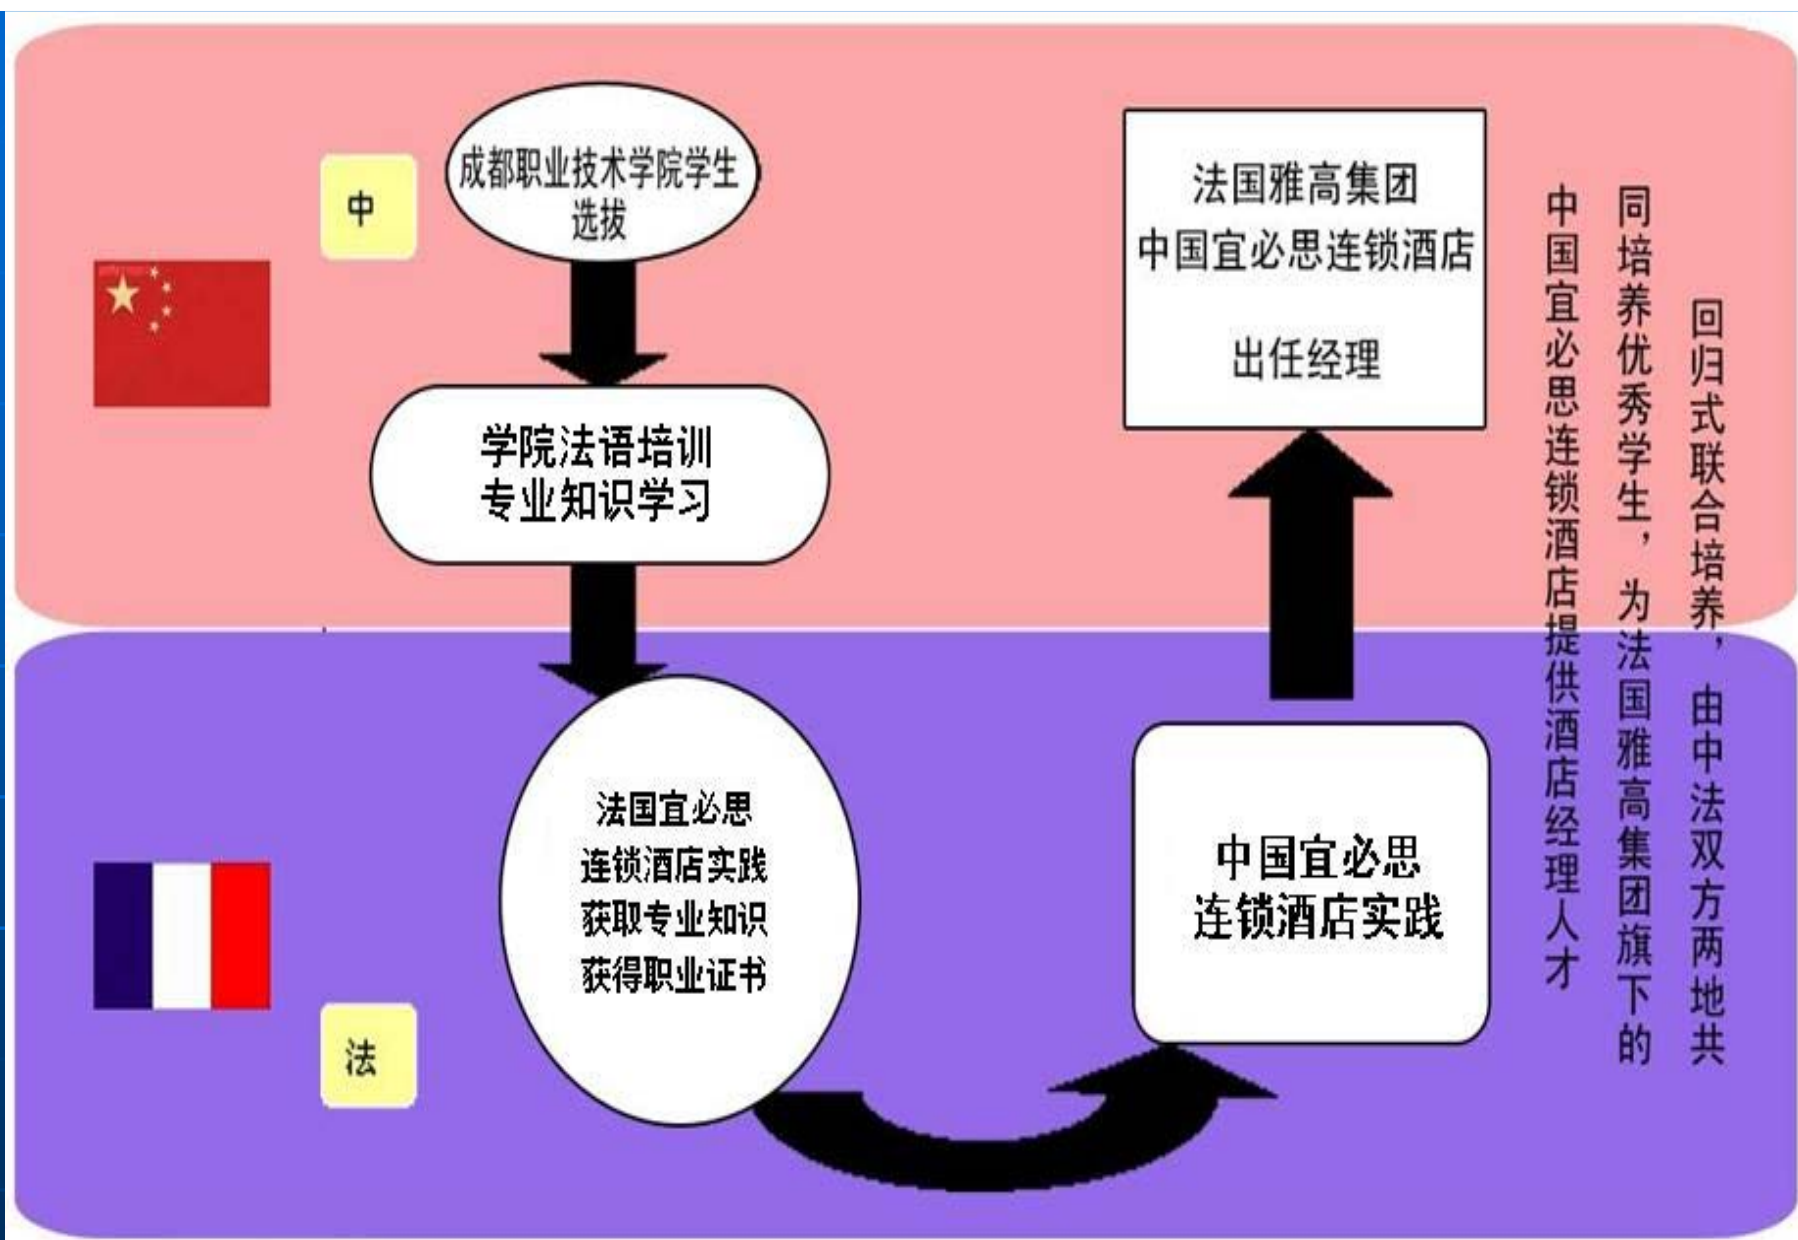 中
成都职业技术学院学生
选拔
学院法语培训
专业知识学习
法国宜必思
连锁酒店实践
获取专业知识
获得职业证书
法
中国宜必思
连锁酒店实践
法国雅高集团
中国宜必思连锁酒店
出任经理
回归式联合培养，由中法双方两地共
同培养优秀学生，为法国雅高集团旗下的
中国宜必思连锁酒店提供酒店经理人才